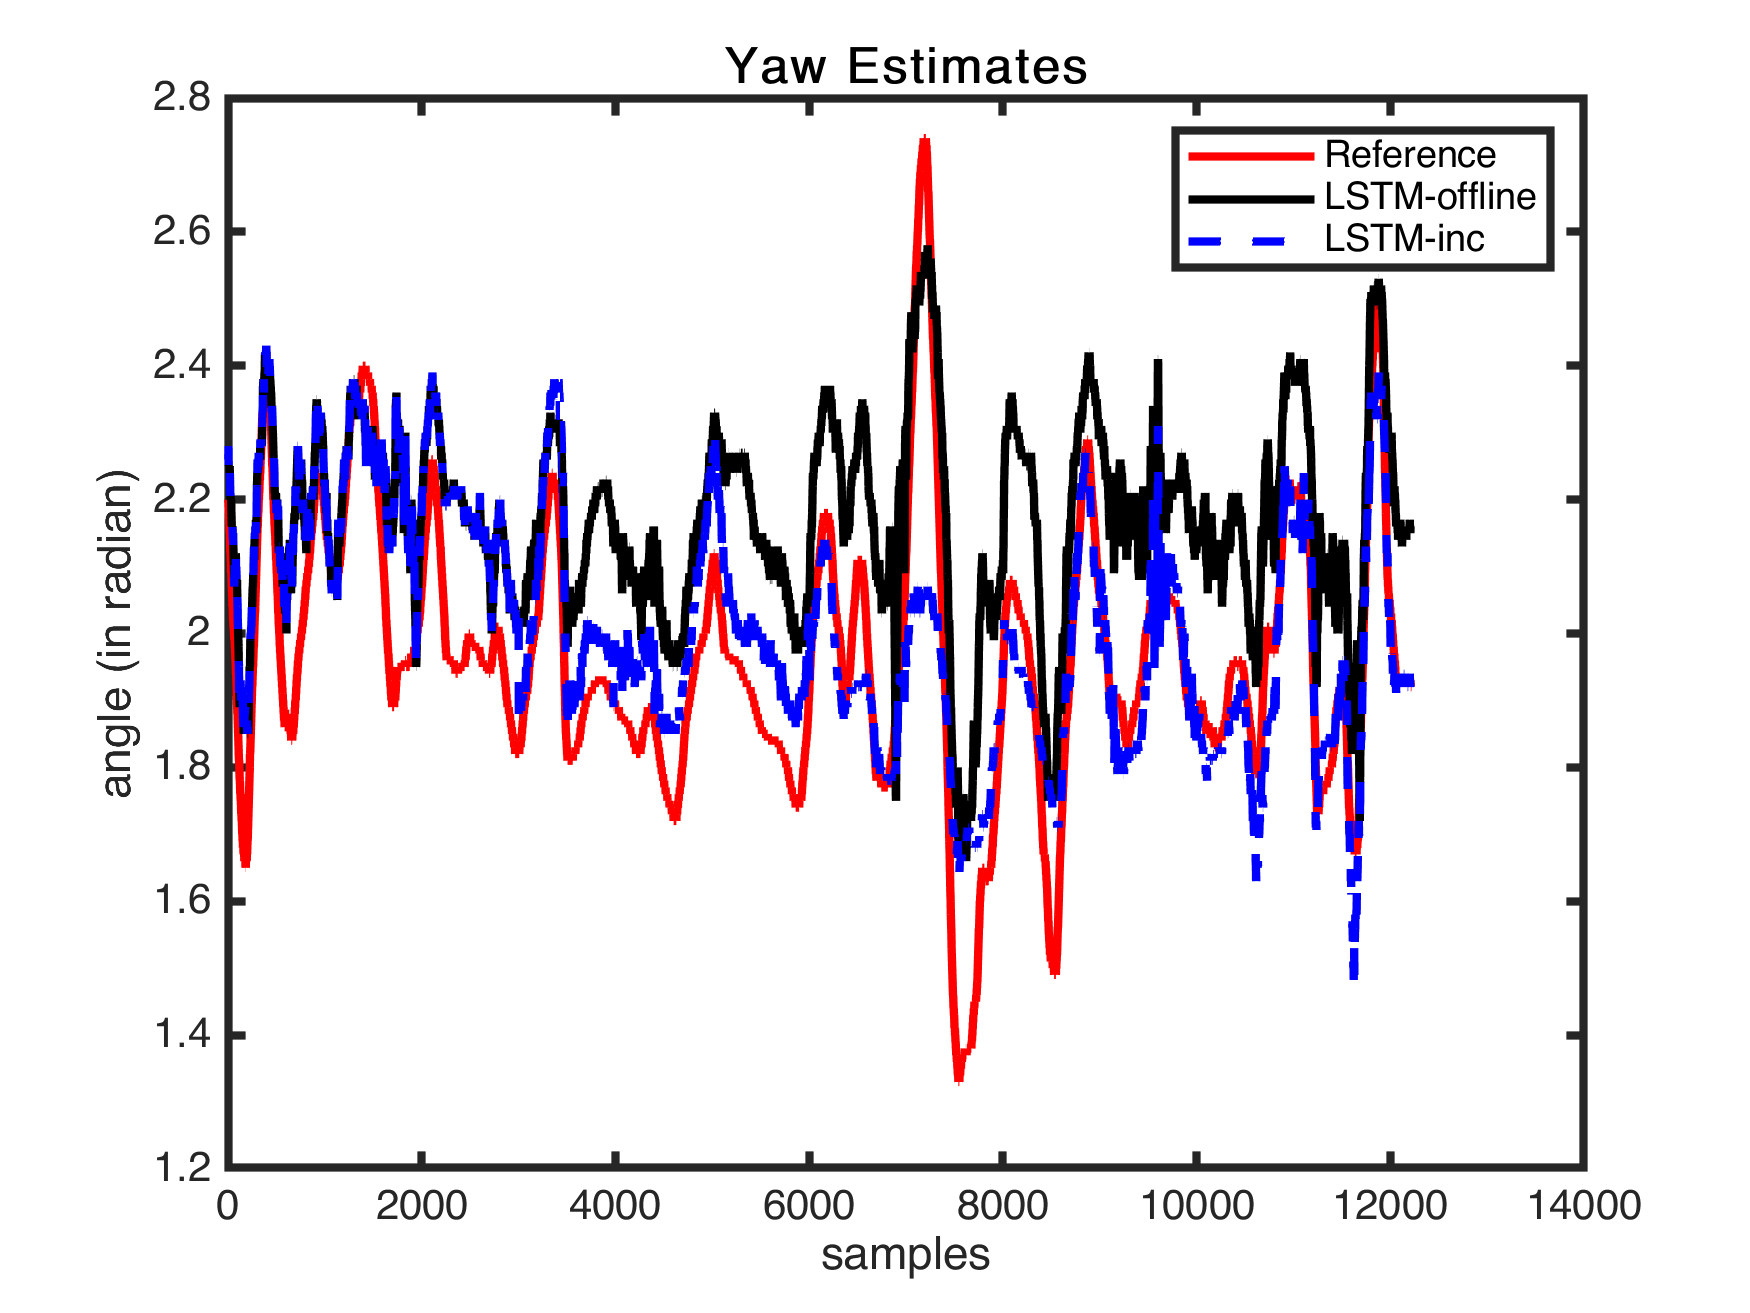 Yaw Estimates
2.8
2.6
2.4
2.2
2
1.8
1.6
1.4
1.2
angle (in radian)
Reference
LSTM-offline
LSTM-inc
0
2000
4000
6000
8000
10000
12000
14000
samples